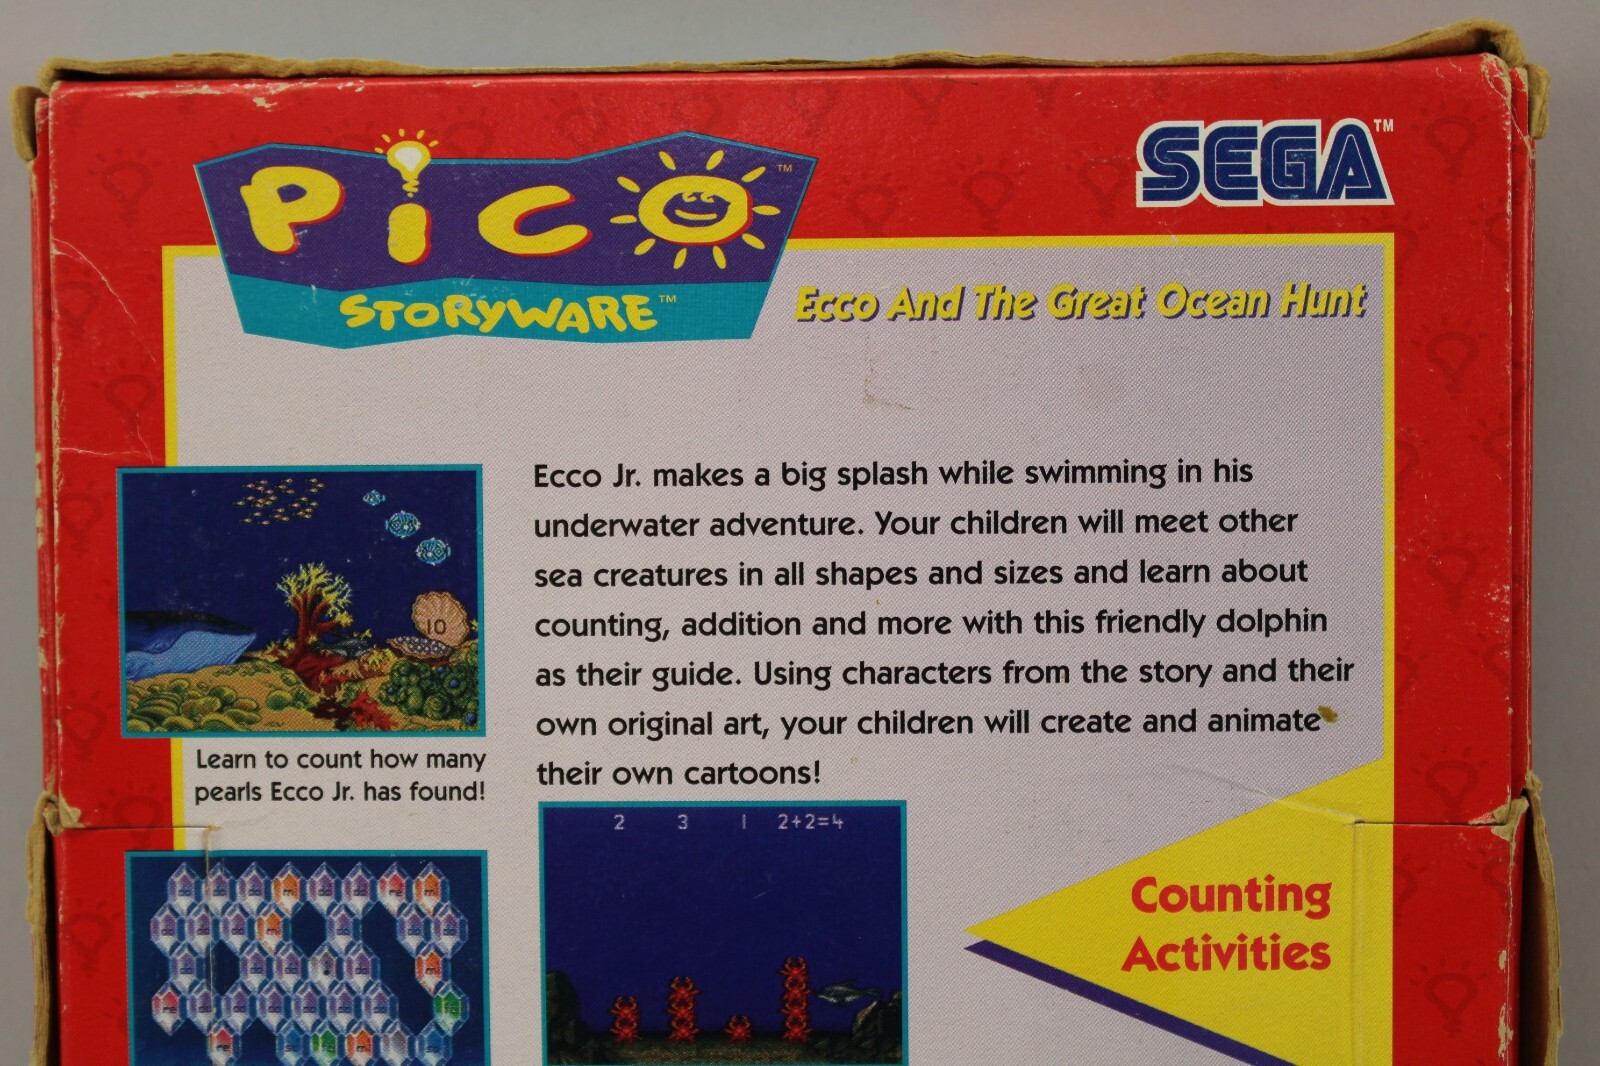 PiCO™
STORYWARE™
SEGA™
Ecco And The Great Ocean Hunt
Ecco Jr. makes a big splash while swimming in his
underwater adventure. Your children will meet other
sea creatures in all shapes and sizes and learn about
counting, addition and more with this friendly dolphin
as their guide. Using characters from the story and their
own original art, your children will create and animate
their own cartoons!
10
Learn to count how many
pearls Ecco Jr. has found!
2 3 1 2+2=4
Counting
Activities